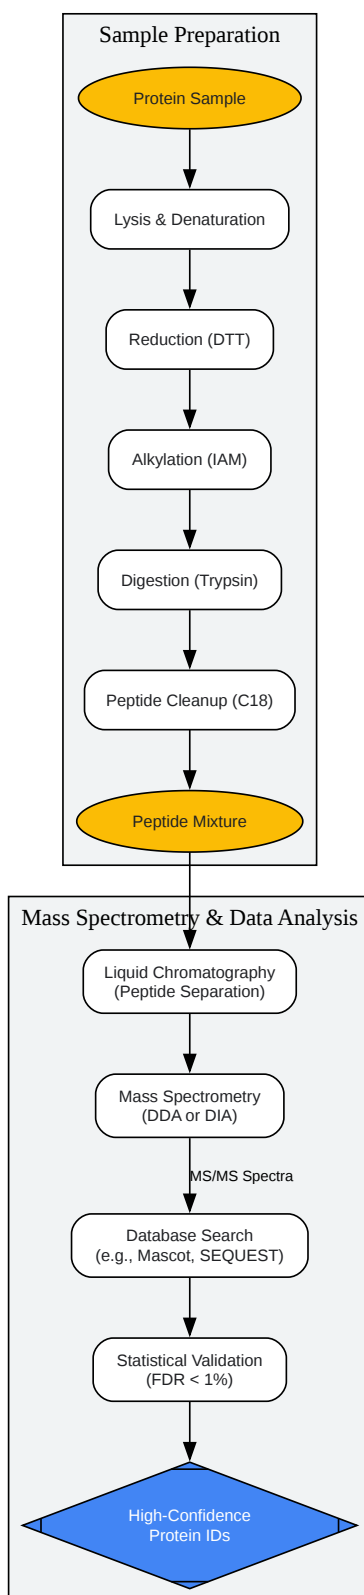 Sample Preparation
Protein Sample
Lysis & Denaturation
Reduction (DTT)
Alkylation (IAM)
Digestion (Trypsin)
Peptide Cleanup (C18)
Peptide Mixture
Mass Spectrometry & Data Analysis
Liquid Chromatography
(Peptide Separation)
Mass Spectrometry
(DDA or DIA)
MS/MS Spectra
Database Search
(e.g., Mascot, SEQUEST)
Statistical Validation
(FDR < 1%)
High-Confidence
Protein IDs